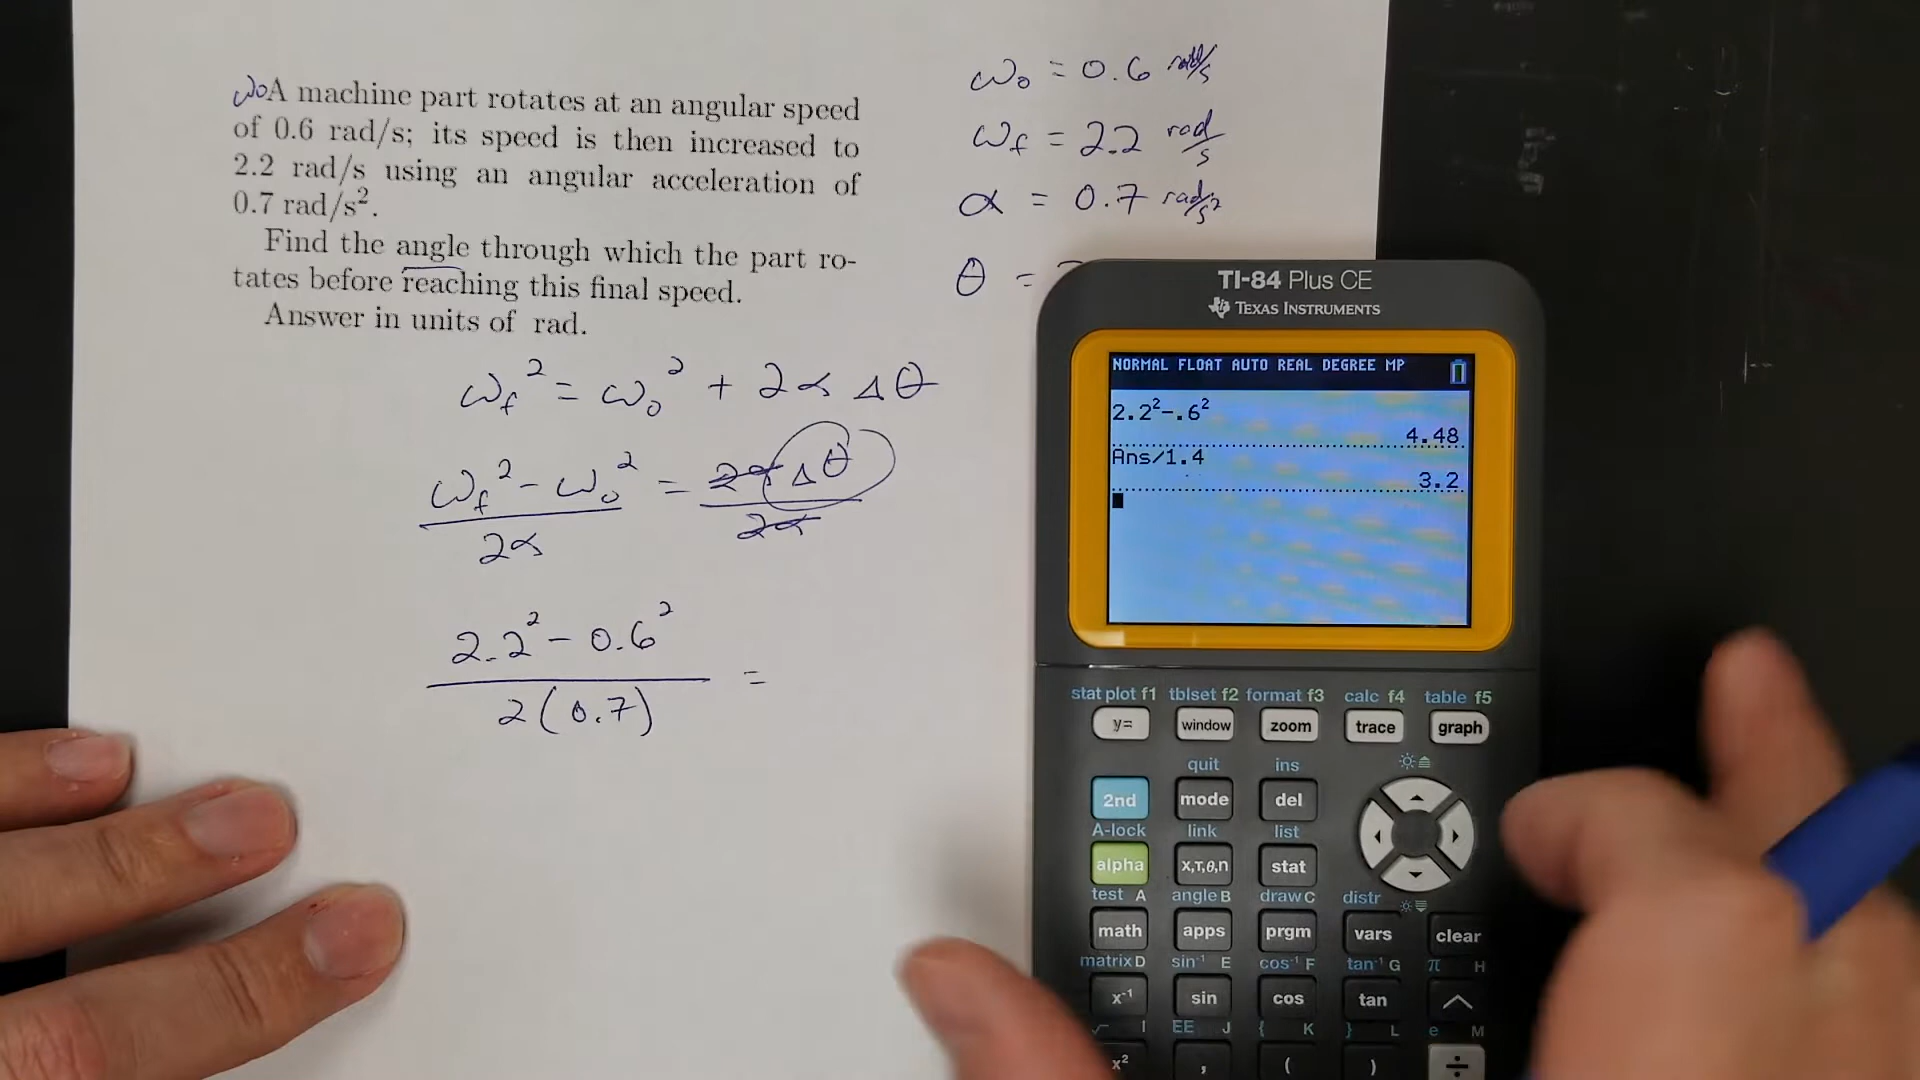 ω₀A machine part rotates at an angular speed
of 0.6 rad/s; its speed is then increased to
2.2 rad/s using an angular acceleration of
0.7 rad/s².
Find the angle through which the part ro-
tates before reaching this final speed.
Answer in units of rad.
ω₀ = 0.6 rad/s
ω_f = 2.2 rad/s
α = 0.7 rad/s²
θ =
ω_f² = ω₀² + 2α Δθ
ω_f² - ω₀² = 2α Δθ
2α 2α
2.2² - 0.6² =
2(0.7)
TI-84 Plus CE
TEXAS INSTRUMENTS
NORMAL FLOAT AUTO REAL DEGREE MP
2.2²-.6²
4.48
Ans/1.4
3.2
stat plot f1 tblset f2 format f3 calc f4 table f5
y= window zoom trace graph
quit ins
2nd mode del
A-lock link list
alpha x,T,θ,n stat
test A angle B draw C distr
math apps prgm vars clear
matrix D sin⁻¹ E cos⁻¹ F tan⁻¹ G π H
x⁻¹ sin cos tan ^
√ I EE J { K } L e M
x² , ( ) ÷